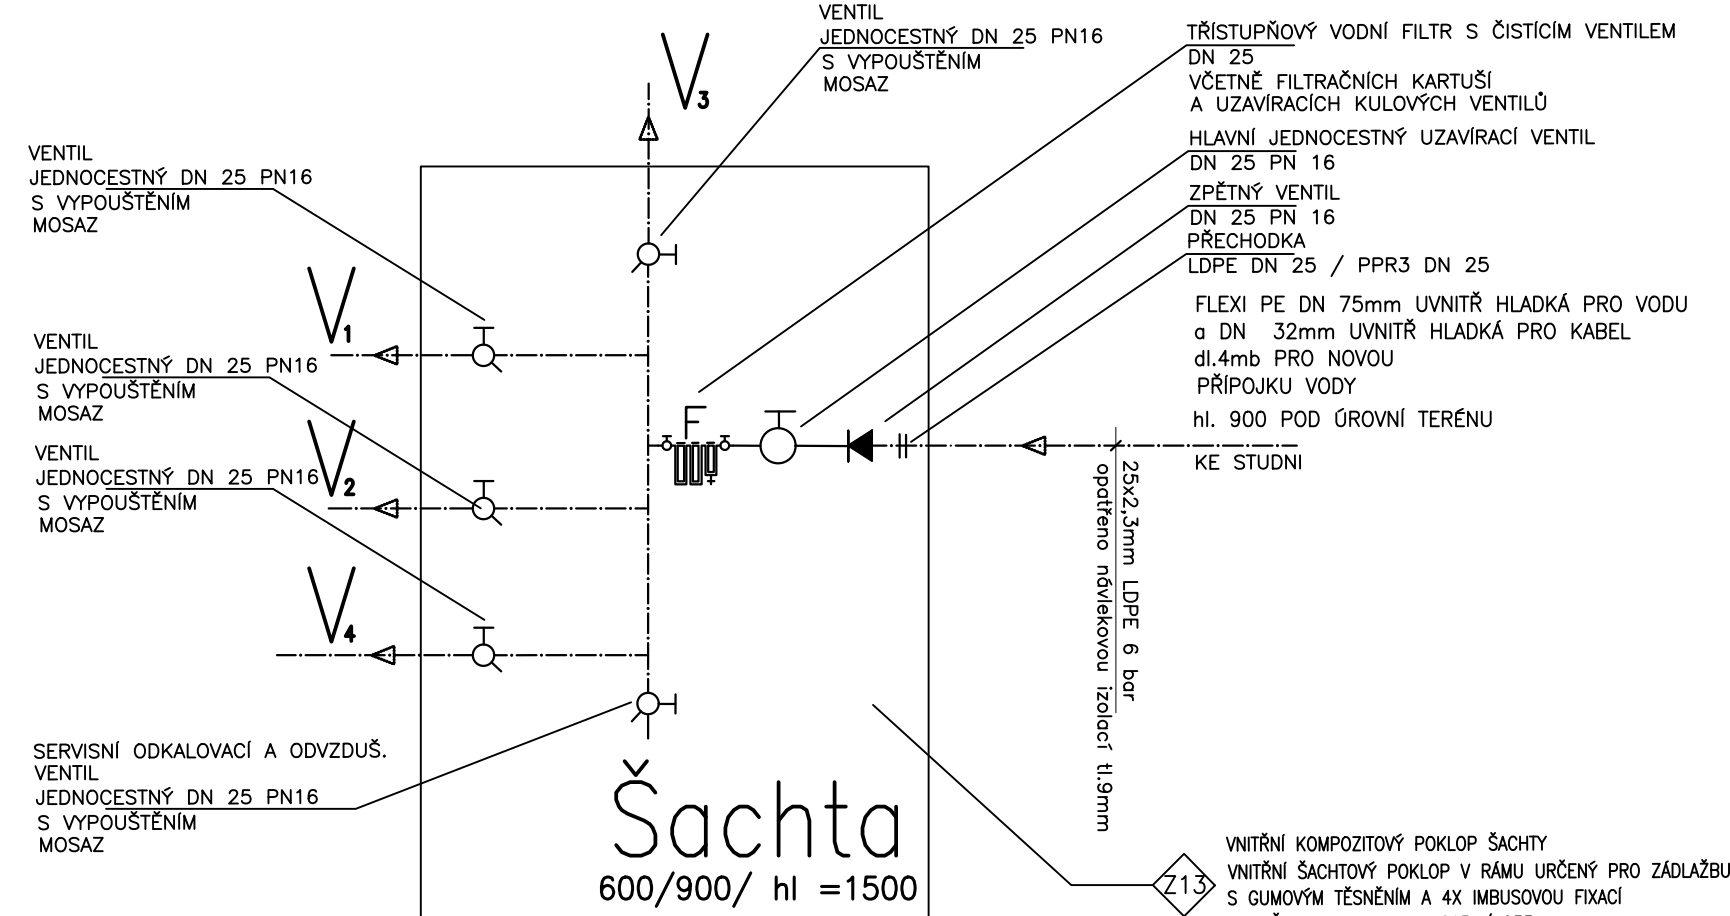 VENTIL
JEDNOCESTNÝ DN 25 PN16
S VYPOUŠTĚNÍM
MOSAZ
V3
TŘÍSTUPŇOVÝ VODNÍ FILTR S ČISTÍCÍM VENTILEM
DN 25
VČETNĚ FILTRAČNÍCH KARTUŠÍ
A UZAVÍRACÍCH KULOVÝCH VENTILŮ
HLAVNÍ JEDNOCESTNÝ UZAVÍRACÍ VENTIL
DN 25 PN 16
ZPĚTNÝ VENTIL
DN 25 PN 16
PŘECHODKA
LDPE DN 25 / PPR3 DN 25
FLEXI PE DN 75mm UVNITŘ HLADKÁ PRO VODU
a DN 32mm UVNITŘ HLADKÁ PRO KABEL
dl.4mb PRO NOVOU
PŘÍPOJKU VODY
hl. 900 POD ÚROVNÍ TERÉNU
KE STUDNI
VENTIL
JEDNOCESTNÝ DN 25 PN16
S VYPOUŠTĚNÍM
MOSAZ
V1
VENTIL
JEDNOCESTNÝ DN 25 PN16
S VYPOUŠTĚNÍM
MOSAZ
V2
VENTIL
JEDNOCESTNÝ DN 25 PN16
S VYPOUŠTĚNÍM
MOSAZ
V4
F
25x2,3mm LDPE 6 bar
opatřeno návlekovou izolací tl.9mm
SERVISNÍ ODKALOVACÍ A ODVZDUŠ.
VENTIL
JEDNOCESTNÝ DN 25 PN16
S VYPOUŠTĚNÍM
MOSAZ
Šachta
600/900/ hl =1500
Z13
VNITŘNÍ KOMPOZITOVÝ POKLOP ŠACHTY
VNITŘNÍ ŠACHTOVÝ POKLOP V RÁMU URČENÝ PRO ZÁDLAŽBU
S GUMOVÝM TĚSNĚNÍM A 4X IMBUSOVOU FIXACÍ